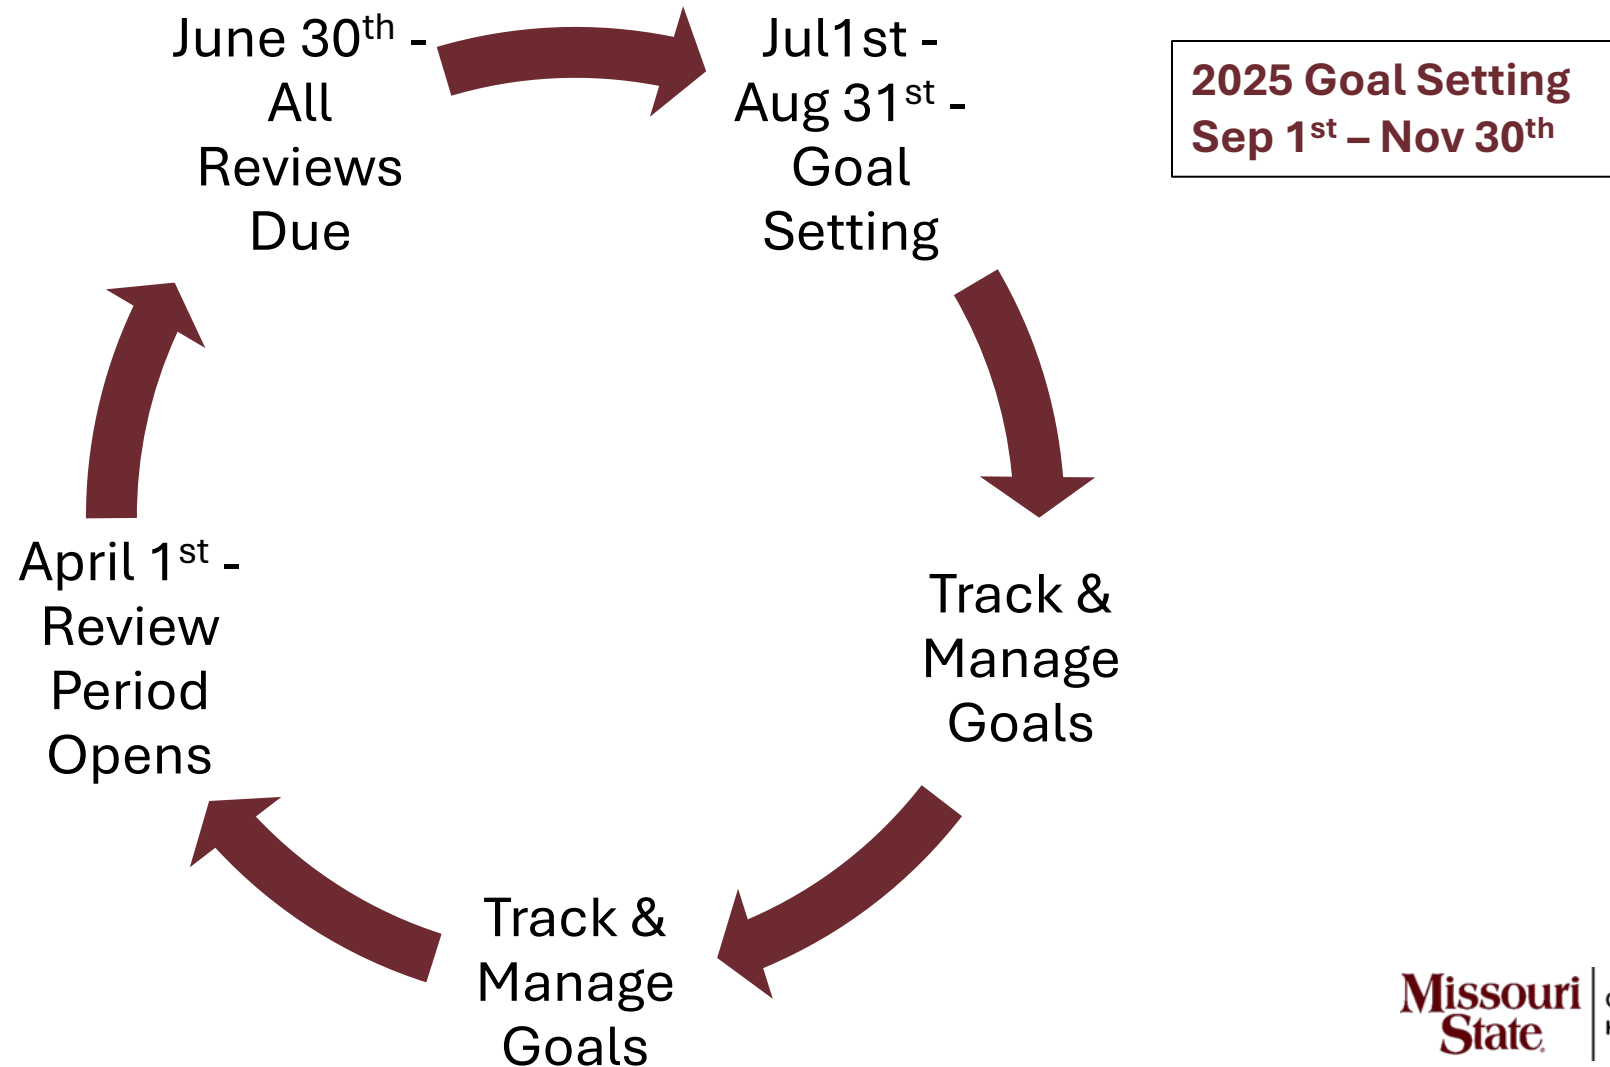 June 30th -
All
Reviews
Due
Jul1st -
Aug 31st -
Goal
Setting
2025 Goal Setting
Sep 1st – Nov 30th
Track &
Manage
Goals
Track &
Manage
Goals
April 1st -
Review
Period
Opens
Missouri
State